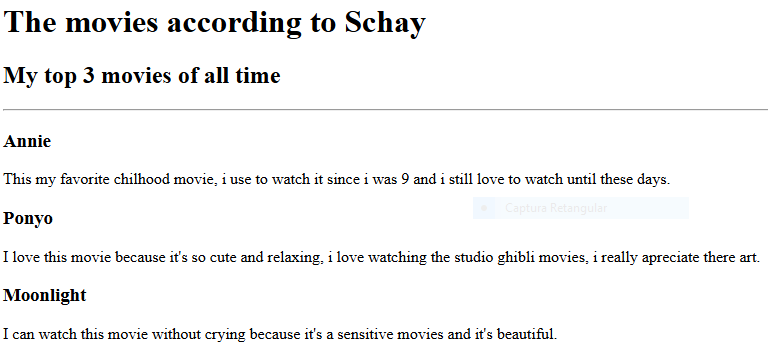 The movies according to Schay
My top 3 movies of all time
Annie
This my favorite chilhood movie, i use to watch it since i was 9 and i still love to watch until these days.
Captura Retangular
Ponyo
I love this movie because it's so cute and relaxing, i love watching the studio ghibli movies, i really apreciate there art.
Moonlight
I can watch this movie without crying because it's a sensitive movies and it's beautiful.